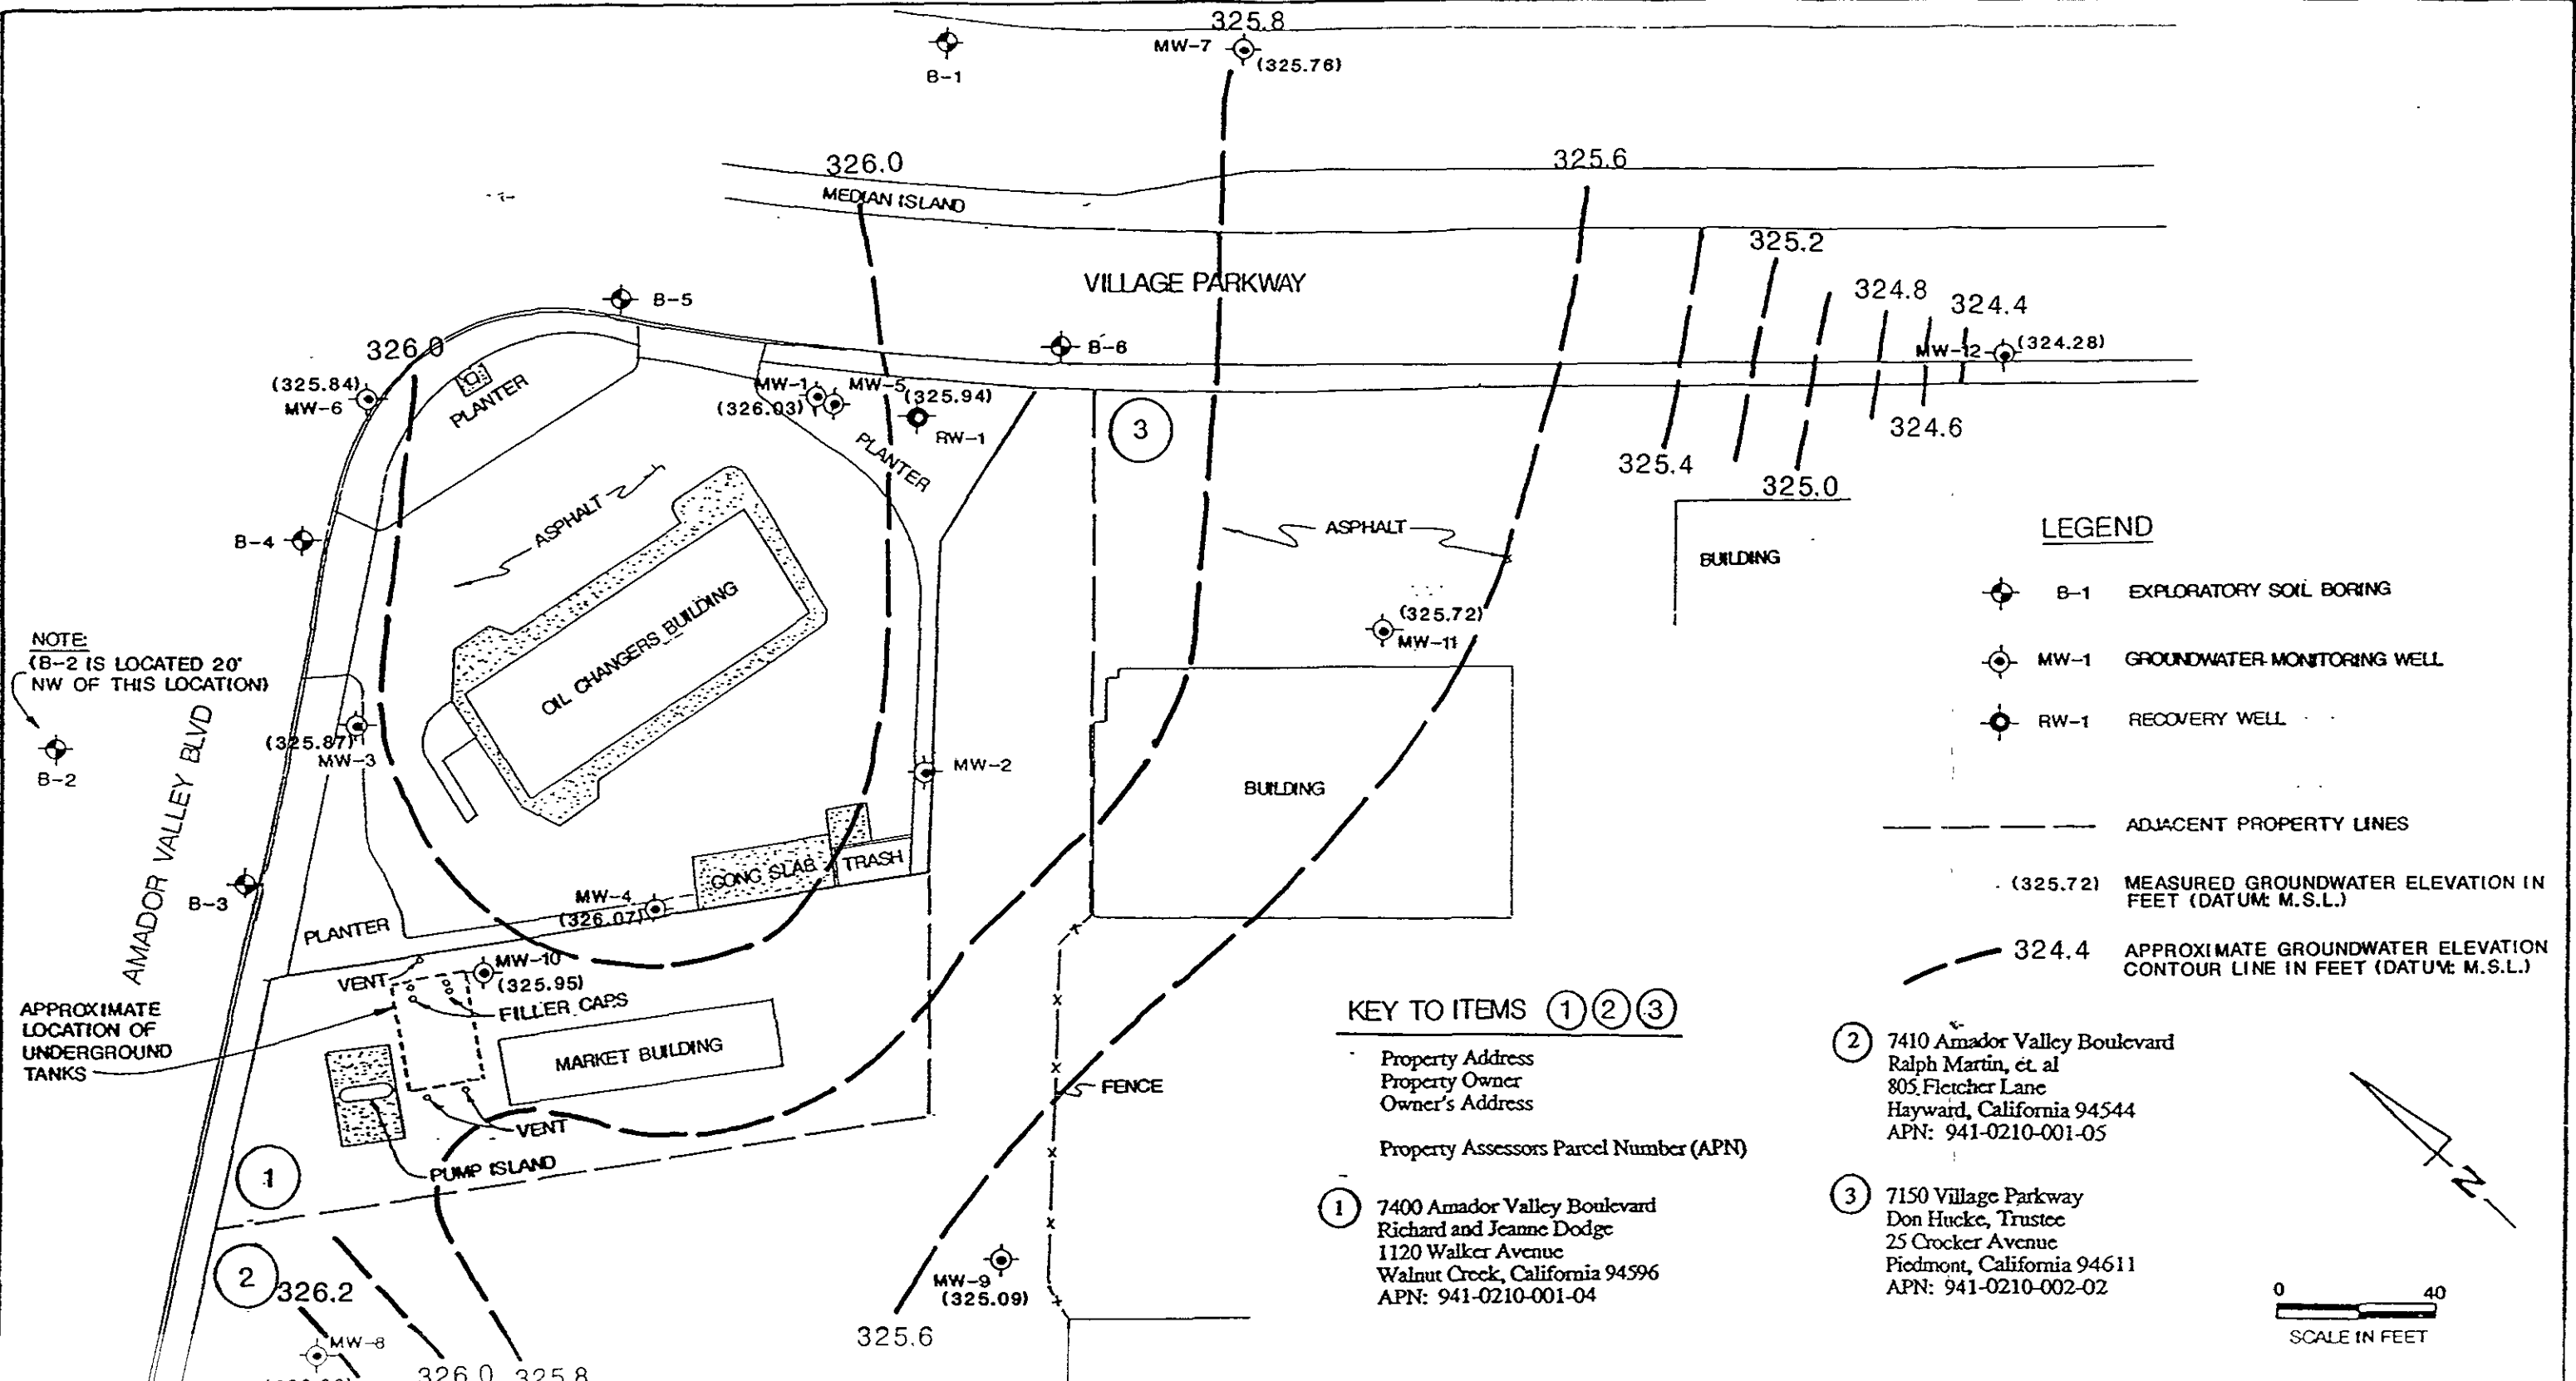 325.8
MW-7
(325.76)
B-1
326.0
MEDIAN ISLAND
325.6
325.2
VILLAGE PARKWAY
324.8
324.4
B-5
326.0
B-6
MW-12
(324.28)
(325.84)
MW-6
PLANTER
MW-1
(326.03)
MW-5
(325.94)
RW-1
PLANTER
3
324.6
325.4
325.0
ASPHALT
ASPHALT
BUILDING
B-4
OIL CHANGERS BUILDING
(325.72)
MW-11
NOTE:
(B-2 IS LOCATED 20'
NW OF THIS LOCATION)
B-2
AMADOR VALLEY BLVD
(325.87)
MW-3
MW-2
BUILDING
B-3
MW-4
(326.07)
CONC SLAB
TRASH
PLANTER
VENT
MW-10
(325.95)
FILLER CAPS
APPROXIMATE
LOCATION OF
UNDERGROUND
TANKS
MARKET BUILDING
VENT
PUMP ISLAND
FENCE
1
2
326.2
MW-8
326.0
325.8
325.6
MW-9
(325.09)
LEGEND
B-1 EXPLORATORY SOIL BORING
MW-1 GROUNDWATER MONITORING WELL
RW-1 RECOVERY WELL
ADJACENT PROPERTY LINES
(325.72) MEASURED GROUNDWATER ELEVATION IN
FEET (DATUM: M.S.L.)
324.4 APPROXIMATE GROUNDWATER ELEVATION
CONTOUR LINE IN FEET (DATUM: M.S.L.)
KEY TO ITEMS 1 2 3
Property Address
Property Owner
Owner's Address
Property Assessors Parcel Number (APN)
1 7400 Amador Valley Boulevard
Richard and Jeanne Dodge
1120 Walker Avenue
Walnut Creek, California 94596
APN: 941-0210-001-04
2 7410 Amador Valley Boulevard
Ralph Martin, et. al
805 Fletcher Lane
Hayward, California 94544
APN: 941-0210-001-05
3 7150 Village Parkway
Don Hucke, Trustee
25 Crocker Avenue
Piedmont, California 94611
APN: 941-0210-002-02
N
0 40
SCALE IN FEET